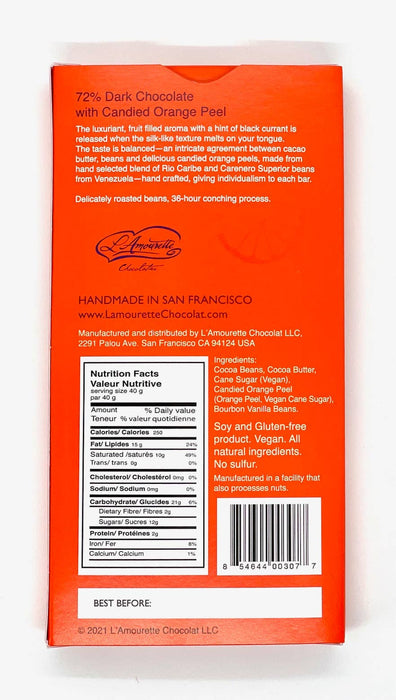 72% Dark Chocolate
with Candied Orange Peel
The luxuriant, fruit filled aroma with a hint of black currant is
released when the silk-like texture melts on your tongue.
The taste is balanced—an intricate agreement between cacao
butter, beans and delicious candied orange peels, made from
hand selected blend of Rio Caribe and Carenero Superior beans
from Venezuela—hand crafted, giving individualism to each bar.
Delicately roasted beans, 36-hour conching process.
L'Amourette
Chocolatier
HANDMADE IN SAN FRANCISCO
www.LamouretteChocolat.com
Manufactured and distributed by L'Amourette Chocolat LLC,
2291 Palou Ave. San Francisco CA 94124 USA
Nutrition Facts
Valeur Nutritive
serving size 40 g
par 40 g
Amount % Daily value
Teneur % valeur quotidienne
Calories/ Calories 250
Fat/ Lipides 15 g 24%
Saturated /saturés 10g 49%
Trans/ trans 0g 0%
Cholesterol/ Cholestérol 0mg 0%
Sodium/ Sodium 0mg 0%
Carbohydrate/ Glucides 21g 6%
Dietary Fibre/ Fibres 2g
Sugars/ Sucres 12g
Protein/ Protéines 2g
Iron/ Fer 8%
Calcium/ Calcium 1%
Ingredients:
Cocoa Beans, Cocoa Butter,
Cane Sugar (Vegan),
Candied Orange Peel
(Orange Peel, Vegan Cane Sugar),
Bourbon Vanilla Beans.
Soy and Gluten-free
product. Vegan. All
natural ingredients.
No sulfur.
Manufactured in a facility that
also processes nuts.
8 54644 00307 7
BEST BEFORE:
© 2021 L'Amourette Chocolat LLC